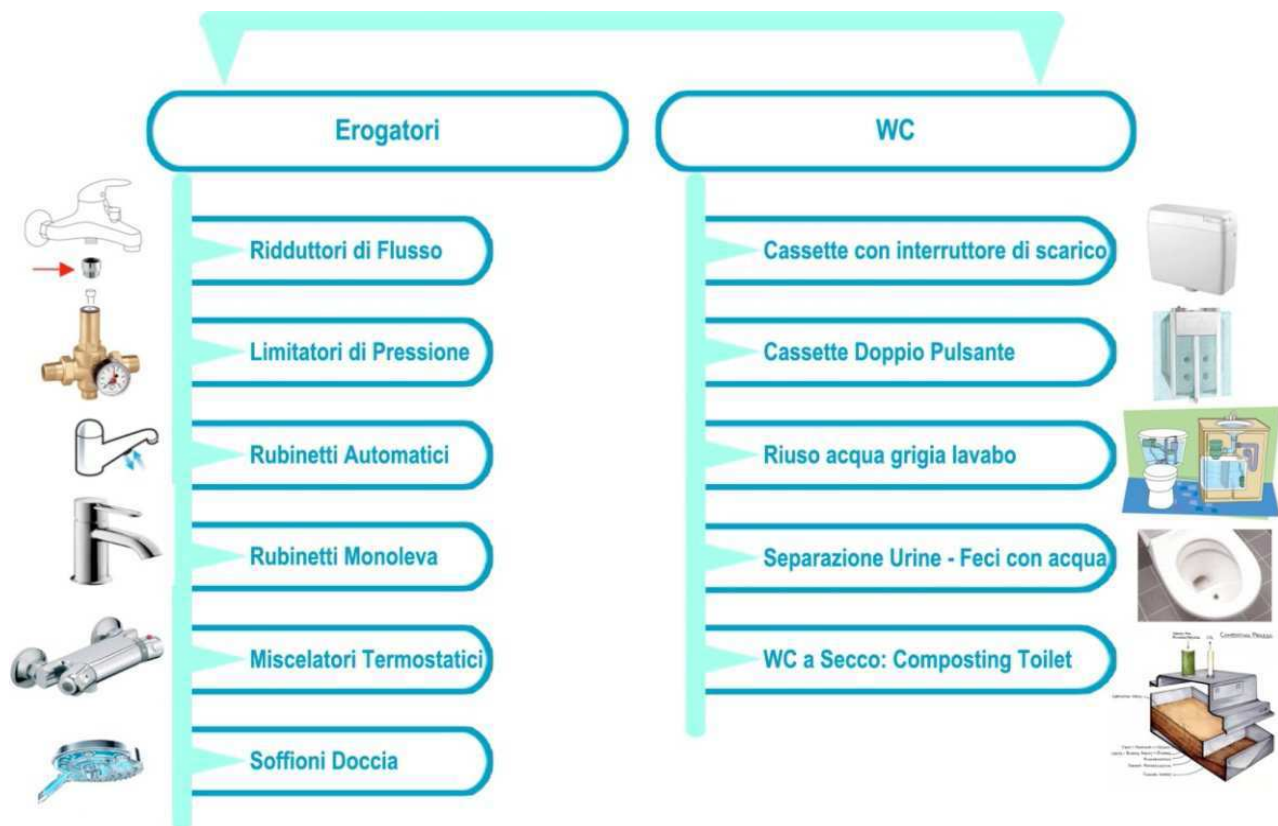 Erogatori
Ridduttori di Flusso
Limitatori di Pressione
Rubinetti Automatici
Rubinetti Monoleva
Miscelatori Termostatici
Soffioni Doccia
WC
Cassette con interruttore di scarico
Cassette Doppio Pulsante
Riuso acqua grigia lavabo
Separazione Urine - Feci con acqua
WC a Secco: Composting Toilet